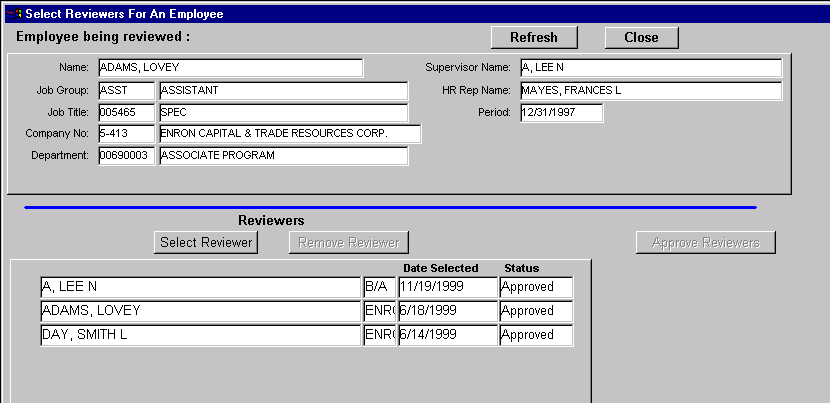 Select Reviewers For An Employee
Employee being reviewed : Refresh Close
Name: ADAMS, LOVEY Supervisor Name: A, LEE N
Job Group: ASST ASSISTANT HR Rep Name: MAYES, FRANCES L
Job Title: 005465 SPEC Period: 12/31/1997
Company No: 5-413 ENRON CAPITAL & TRADE RESOURCES CORP.
Department: 00690003 ASSOCIATE PROGRAM
Reviewers
Select Reviewer Remove Reviewer Approve Reviewers
Date Selected Status
A, LEE N B/A 11/19/1999 Approved
ADAMS, LOVEY ENRO 6/18/1999 Approved
DAY, SMITH L ENRO 6/14/1999 Approved